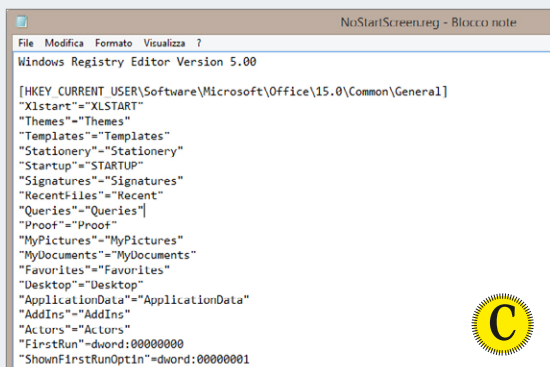 NoStartScreen.reg - Blocco note
File Modifica Formato Visualizza ?
Windows Registry Editor Version 5.00
[HKEY_CURRENT_USER\Software\Microsoft\Office\15.0\Common\General]
"Xlstart"="XLSTART"
"Themes"="Themes"
"Templates"="Templates"
"Stationery"="Stationery"
"Startup"="STARTUP"
"Signatures"="Signatures"
"RecentFiles"="Recent"
"Queries"="Queries"
"Proof"="Proof"
"MyPictures"="MyPictures"
"MyDocuments"="MyDocuments"
"Favorites"="Favorites"
"Desktop"="Desktop"
"ApplicationData"="ApplicationData"
"AddIns"="AddIns"
"Actors"="Actors"
"FirstRun"=dword:00000000
"ShownFirstRunOptin"=dword:00000001
C